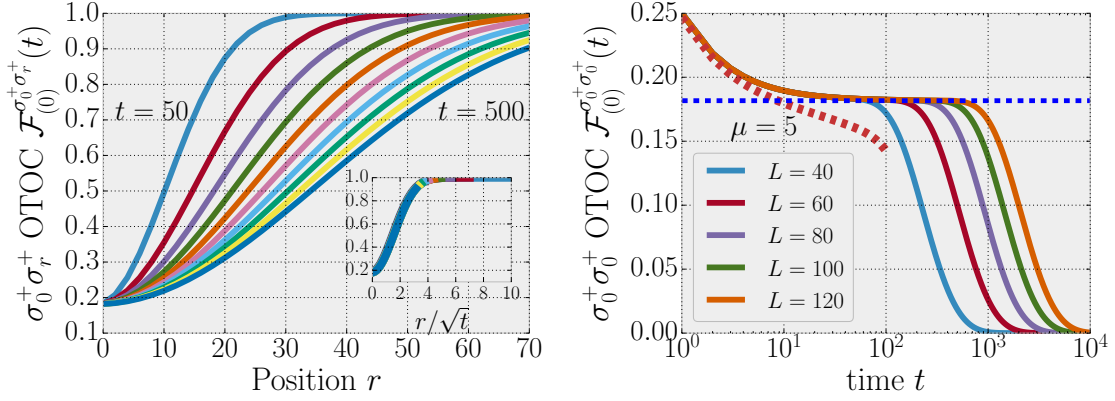 σ₀⁺σᵣ⁺ OTOC 𝓕₍₀₎^{σ₀⁺σᵣ⁺}(t)
1.0
0.9
0.8
0.7
0.6
0.5
0.4
0.3
0.2
0.1
t = 50
t = 500
1.0
0.8
0.6
0.4
0.2
0 2 4 6 8 10
r/√t
0 10 20 30 40 50 60 70
Position r
σ₀⁺σ₀⁺ OTOC 𝓕₍₀₎^{σ₀⁺σ₀⁺}(t)
0.25
0.20
0.15
0.10
0.05
0.00
μ = 5
L = 40
L = 60
L = 80
L = 100
L = 120
10⁰ 10¹ 10² 10³ 10⁴
time t